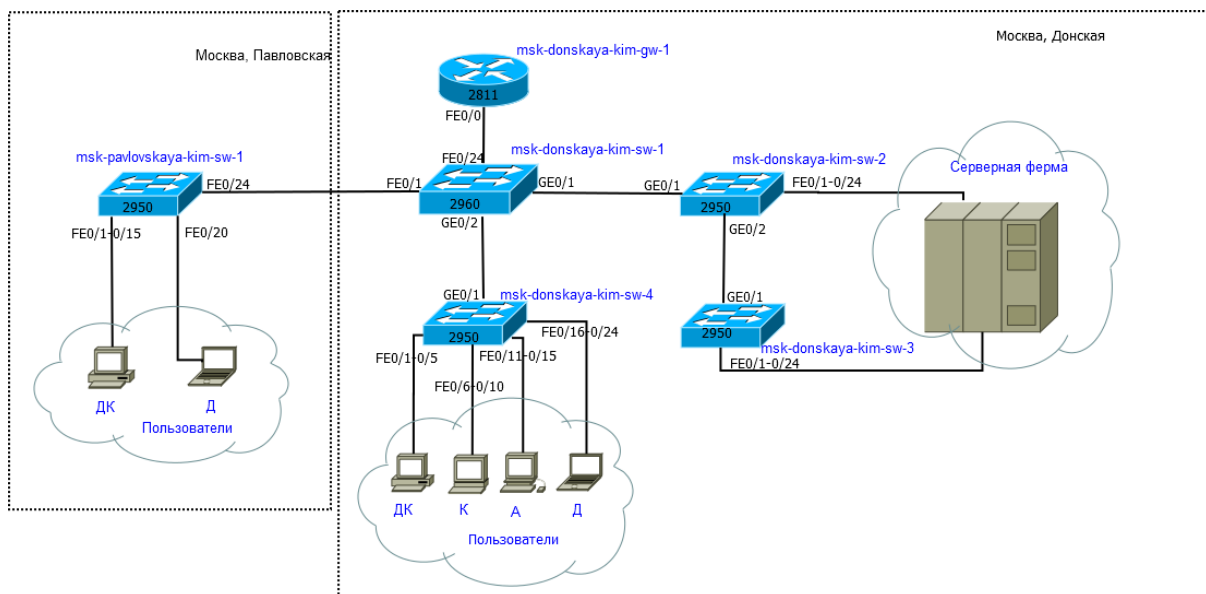 Москва, Павловская
Москва, Донская
msk-donskaya-kim-gw-1
2811
FE0/0
msk-pavlovskaya-kim-sw-1
FE0/24
2950
FE0/1-0/15
FE0/20
ДК
Д
Пользователи
FE0/24
msk-donskaya-kim-sw-1
FE0/1
GE0/1
2960
GE0/2
GE0/1
msk-donskaya-kim-sw-2
FE0/1-0/24
2950
GE0/2
Серверная ферма
GE0/1
msk-donskaya-kim-sw-4
2950
FE0/16-0/24
FE0/1-0/5
FE0/11-0/15
FE0/6-0/10
GE0/1
2950
msk-donskaya-kim-sw-3
FE0/1-0/24
ДК
К
А
Д
Пользователи